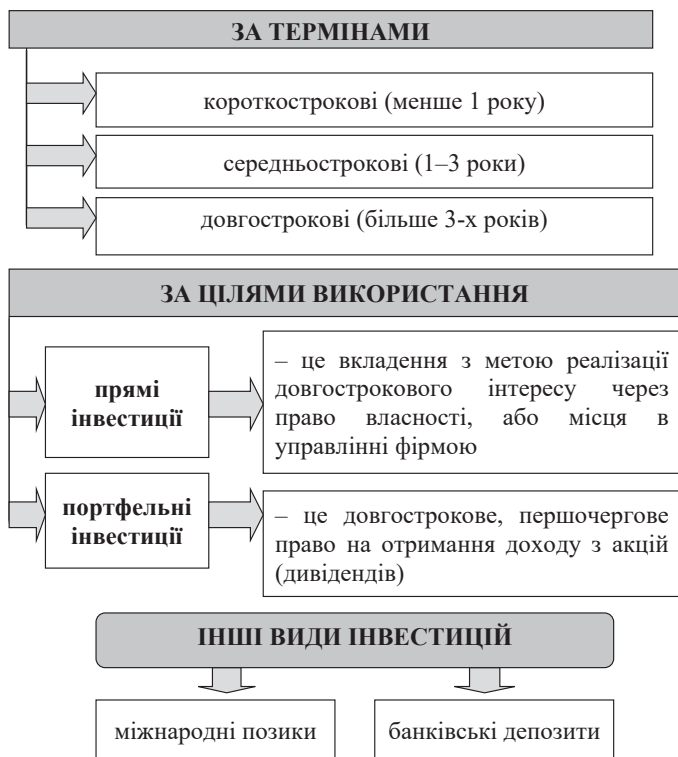 ЗА ТЕРМІНАМИ
короткострокові (менше 1 року)
середньострокові (1–3 роки)
довгострокові (більше 3-х років)
ЗА ЦІЛЯМИ ВИКОРИСТАННЯ
прямі
інвестиції
– це вкладення з метою реалізації
довгострокового інтересу через
право власності, або місця в
управлінні фірмою
портфельні
інвестиції
– це довгострокове, першочергове
право на отримання доходу з акцій
(дивідендів)
ІНШІ ВИДИ ІНВЕСТИЦІЙ
міжнародні позики
банківські депозити